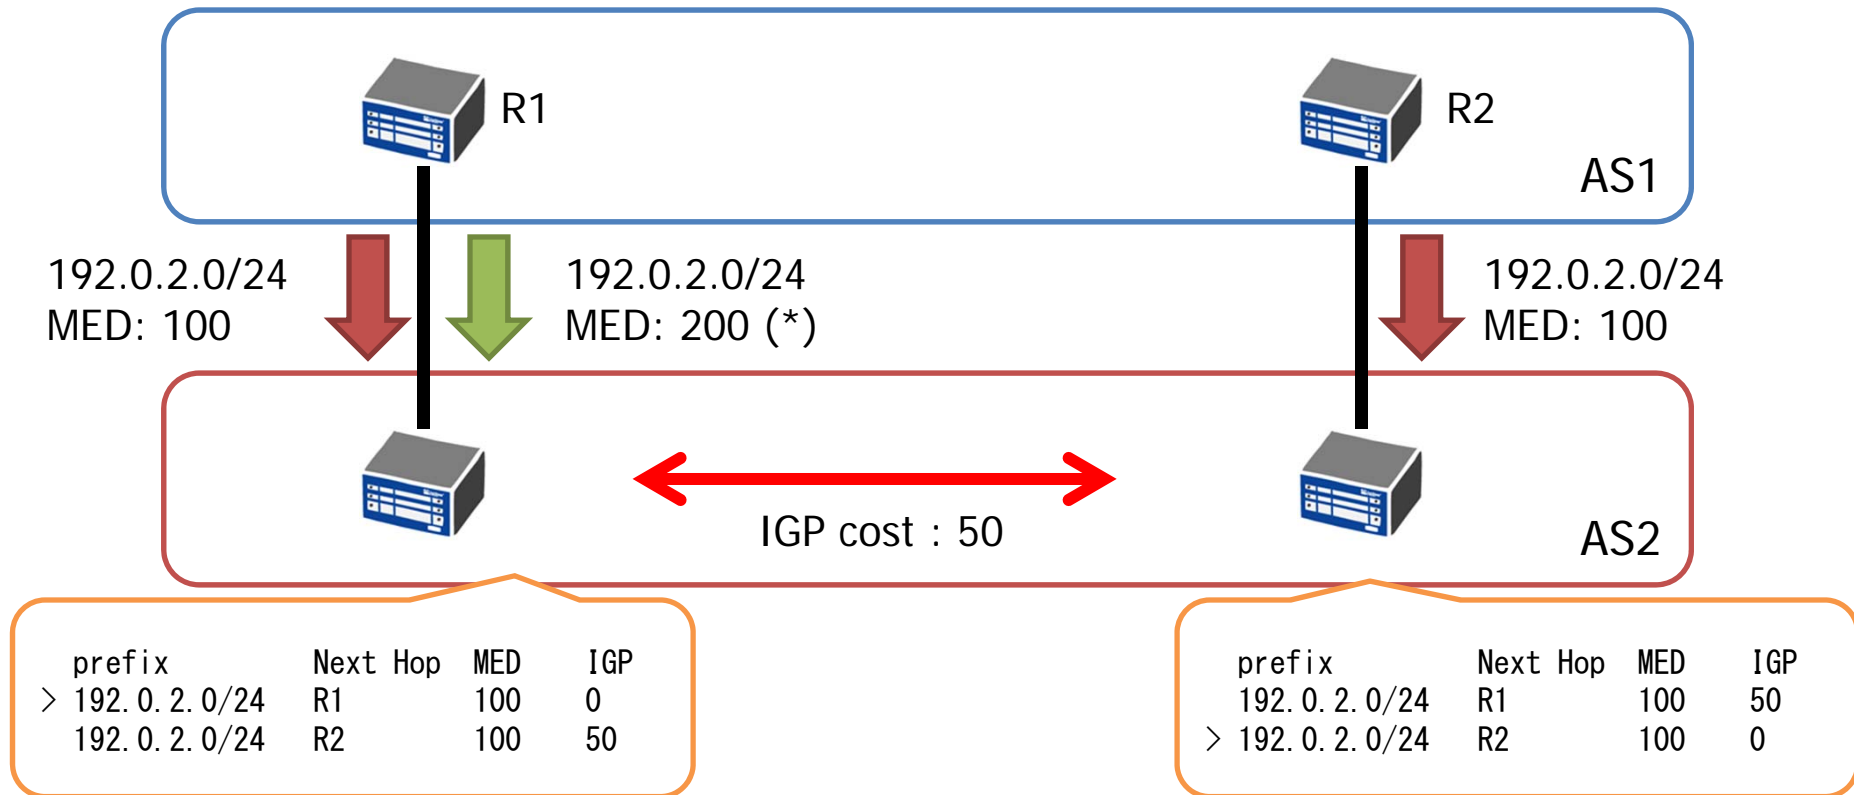 R1
R2
AS1
192.0.2.0/24
MED: 100
192.0.2.0/24
MED: 200 (*)
192.0.2.0/24
MED: 100
IGP cost : 50
AS2
prefix Next Hop MED IGP
> 192.0.2.0/24 R1 100 0
192.0.2.0/24 R2 100 50
prefix Next Hop MED IGP
192.0.2.0/24 R1 100 50
> 192.0.2.0/24 R2 100 0